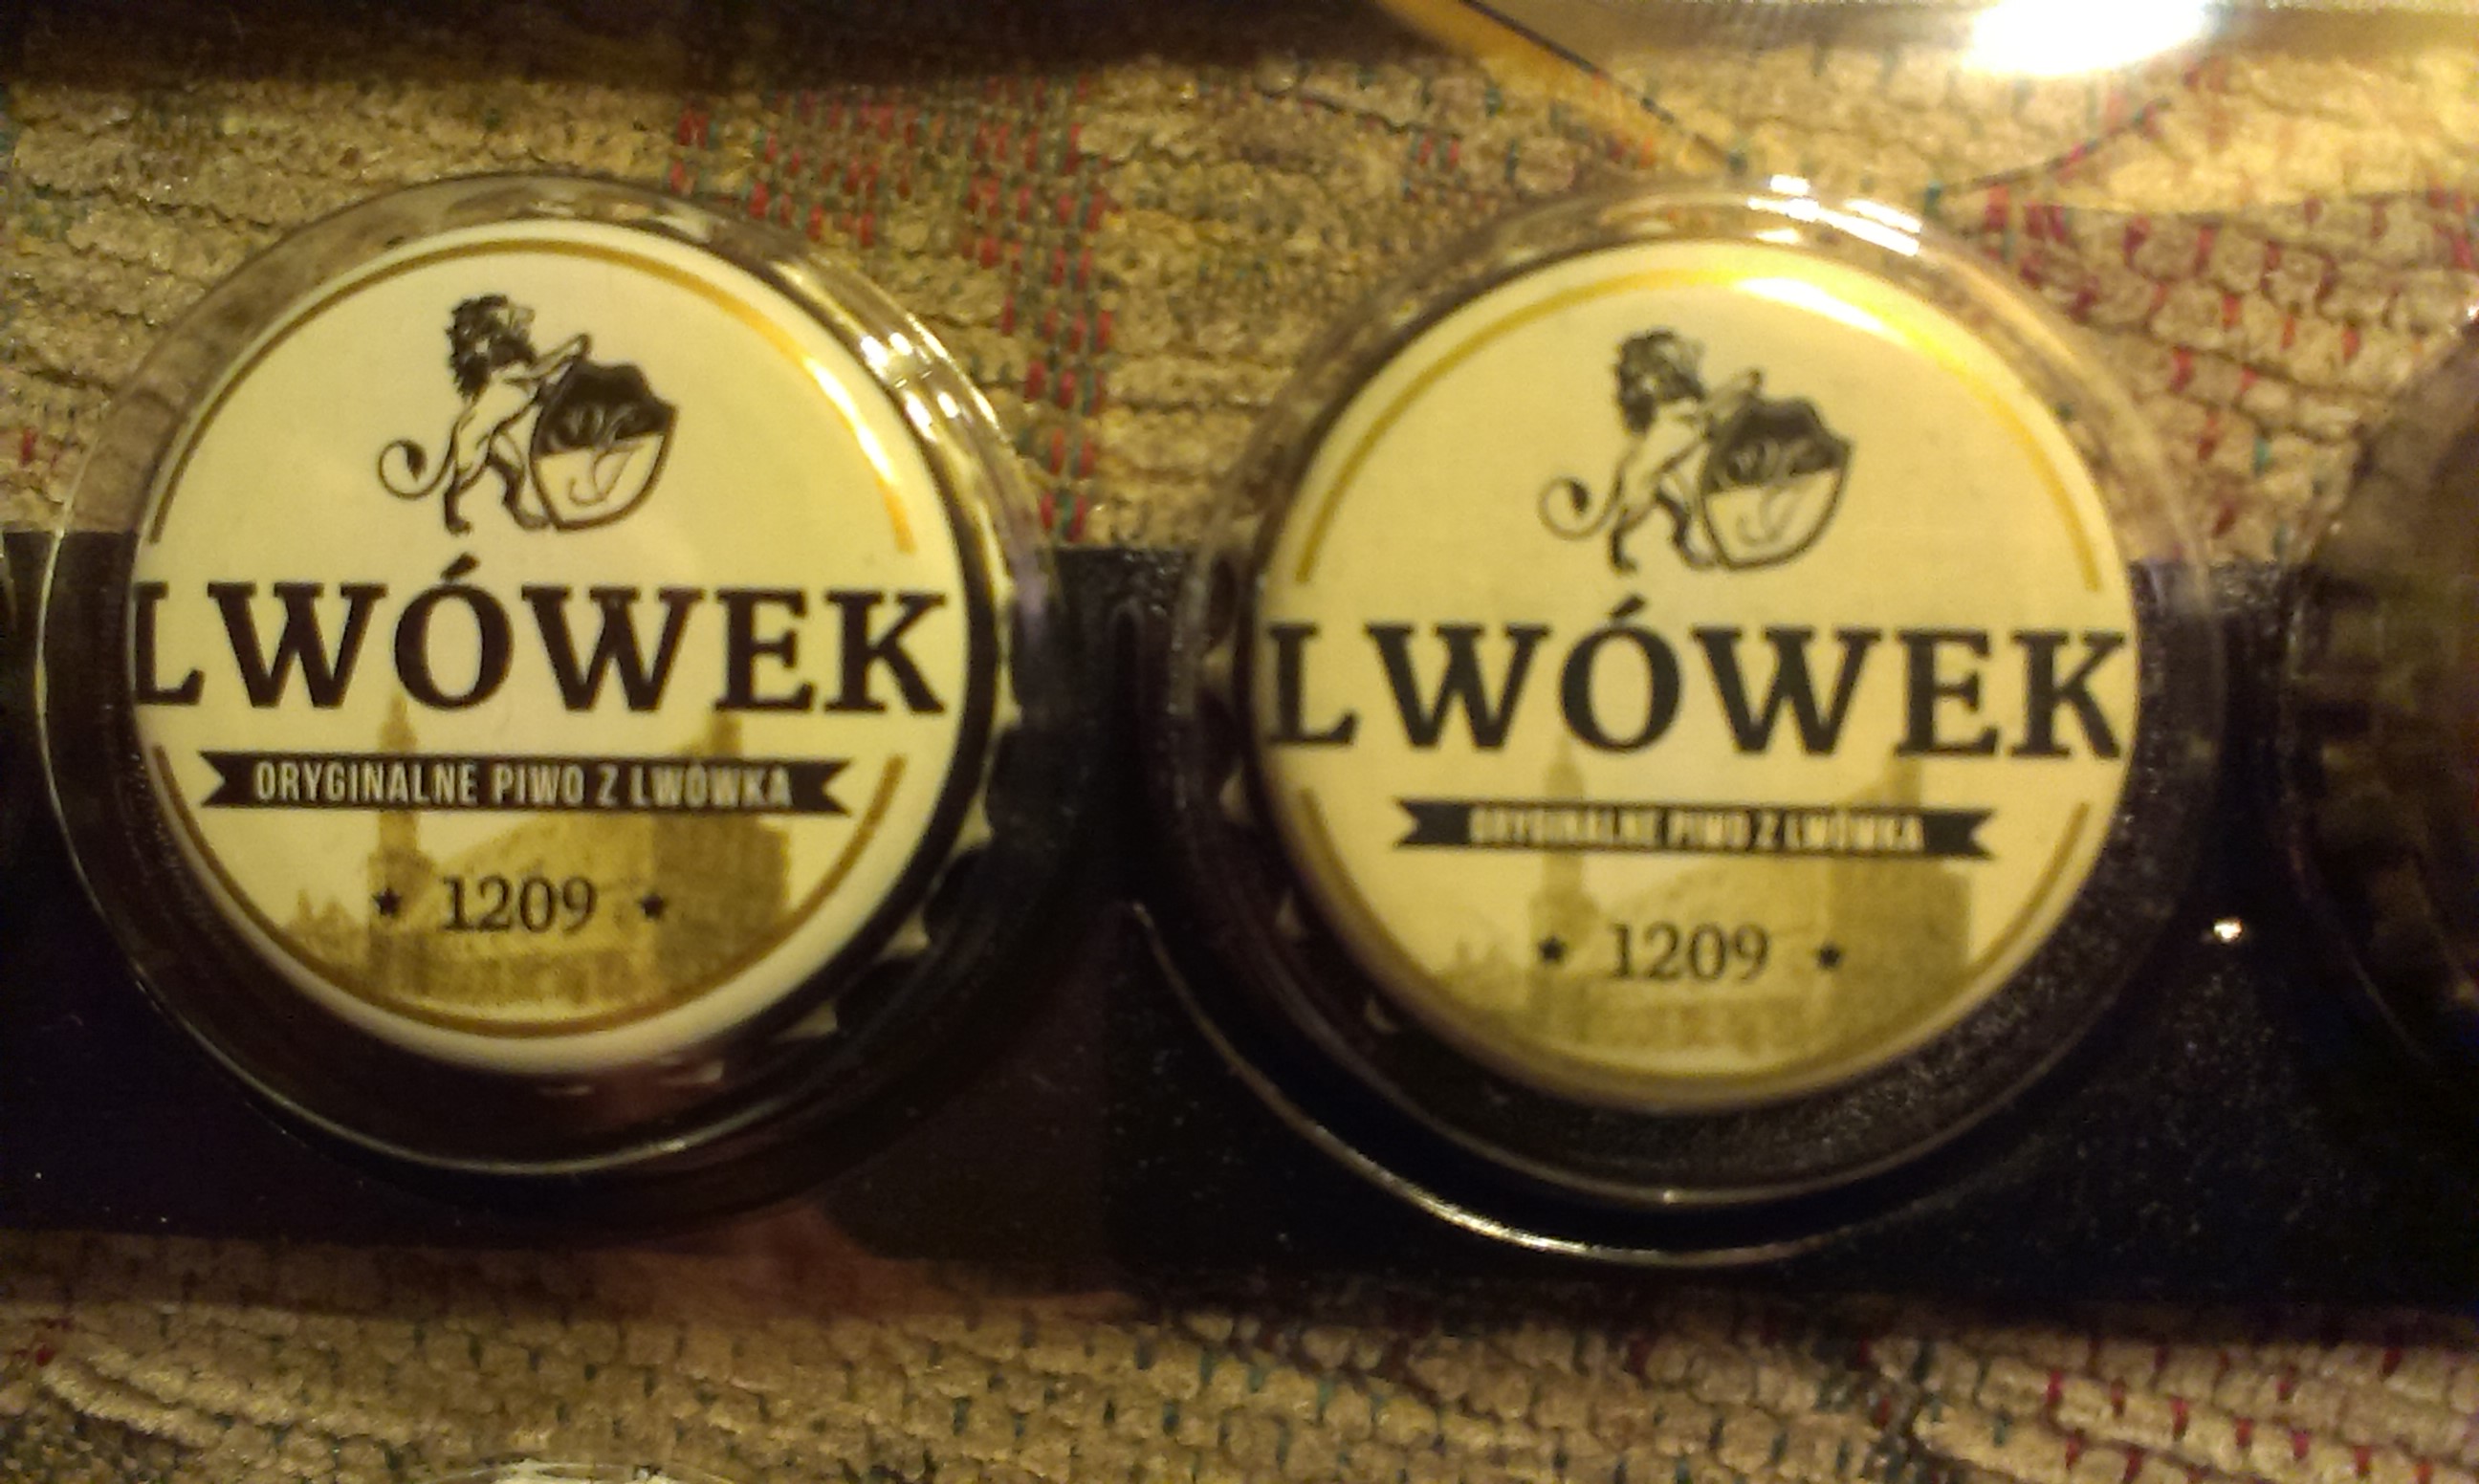 LWÓWEK
ORYGINALNE PIWO Z LWÓWKA
★ 1209 ★
LWÓWEK
ORYGINALNE PIWO Z LWÓWKA
★ 1209 ★